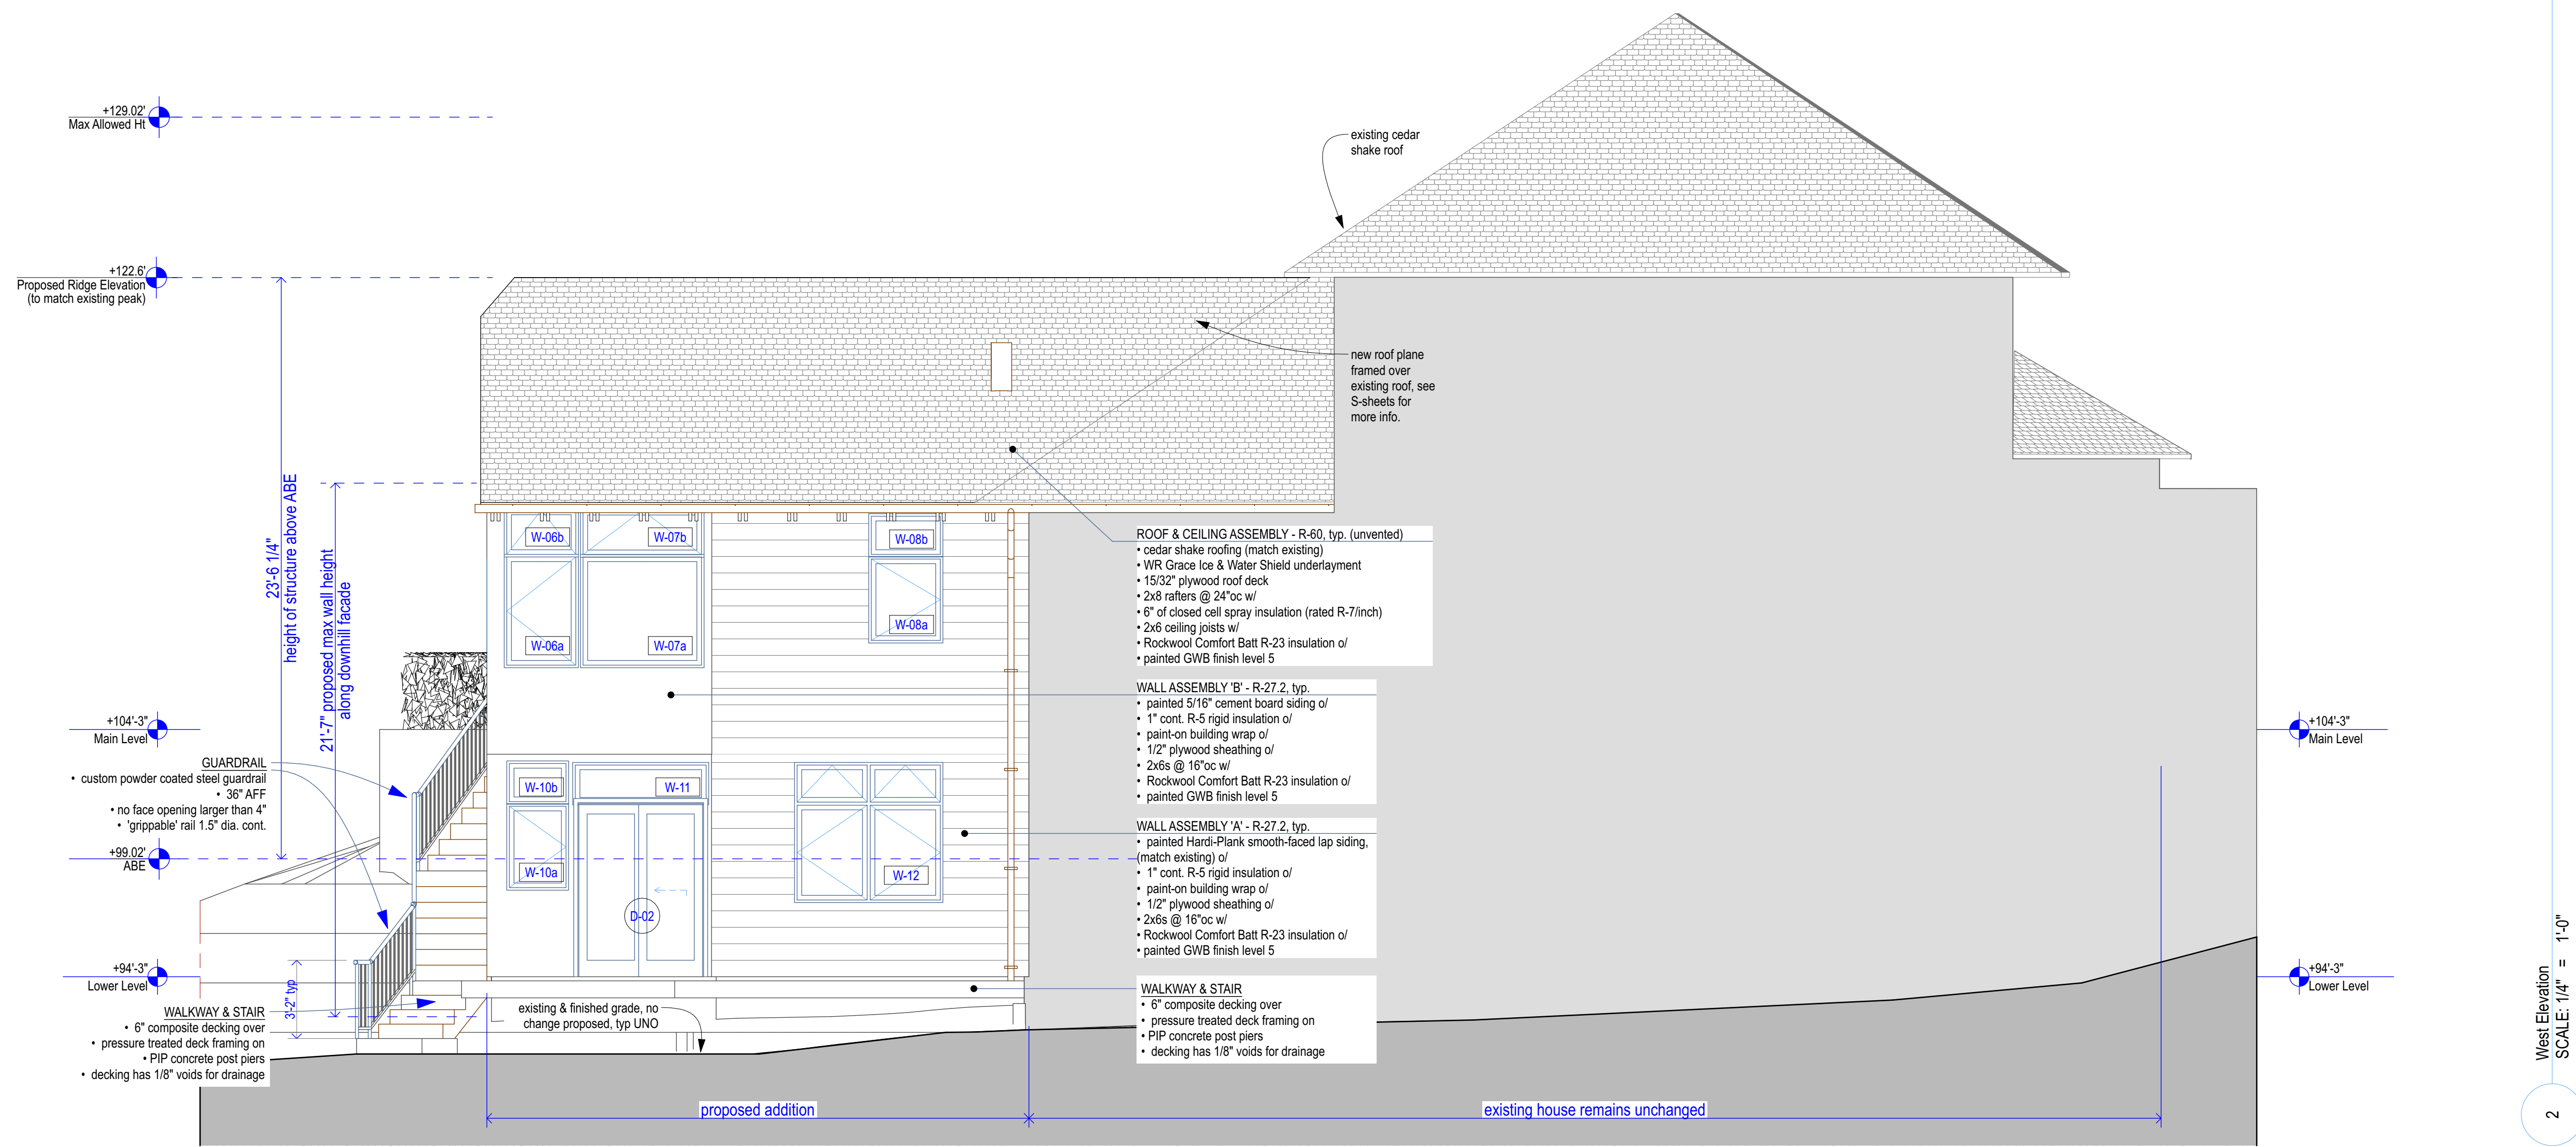 +129.02'
Max Allowed Ht
existing cedar
shake roof
+122.6'
Proposed Ridge Elevation
(to match existing peak)
new roof plane
framed over
existing roof, see
S-sheets for
more info.
23'-6 1/4"
height of structure above ABE
21'-7" proposed max wall height
along downhill facade
W-06b
W-07b
W-08b
W-06a
W-07a
W-08a
ROOF & CEILING ASSEMBLY - R-60, typ. (unvented)
• cedar shake roofing (match existing)
• WR Grace Ice & Water Shield underlayment
• 15/32" plywood roof deck
• 2x8 rafters @ 24"oc w/
• 6" of closed cell spray insulation (rated R-7/inch)
• 2x6 ceiling joists w/
• Rockwool Comfort Batt R-23 insulation o/
• painted GWB finish level 5
WALL ASSEMBLY 'B' - R-27.2, typ.
• painted 5/16" cement board siding o/
• 1" cont. R-5 rigid insulation o/
• paint-on building wrap o/
• 1/2" plywood sheathing o/
• 2x6s @ 16"oc w/
• Rockwool Comfort Batt R-23 insulation o/
• painted GWB finish level 5
+104'-3"
Main Level
+104'-3"
Main Level
GUARDRAIL
• custom powder coated steel guardrail
• 36" AFF
• no face opening larger than 4"
• 'grippable' rail 1.5" dia. cont.
W-10b
W-11
W-10a
W-12
D-02
WALL ASSEMBLY 'A' - R-27.2, typ.
• painted Hardi-Plank smooth-faced lap siding,
(match existing) o/
• 1" cont. R-5 rigid insulation o/
• paint-on building wrap o/
• 1/2" plywood sheathing o/
• 2x6s @ 16"oc w/
• Rockwool Comfort Batt R-23 insulation o/
• painted GWB finish level 5
+99.02'
ABE
+94'-3"
Lower Level
+94'-3"
Lower Level
3'-2" typ
WALKWAY & STAIR
• 6" composite decking over
• pressure treated deck framing on
• PIP concrete post piers
• decking has 1/8" voids for drainage
existing & finished grade, no
change proposed, typ UNO
WALKWAY & STAIR
• 6" composite decking over
• pressure treated deck framing on
• PIP concrete post piers
• decking has 1/8" voids for drainage
proposed addition
existing house remains unchanged
West Elevation
SCALE: 1/4" = 1'-0"
2